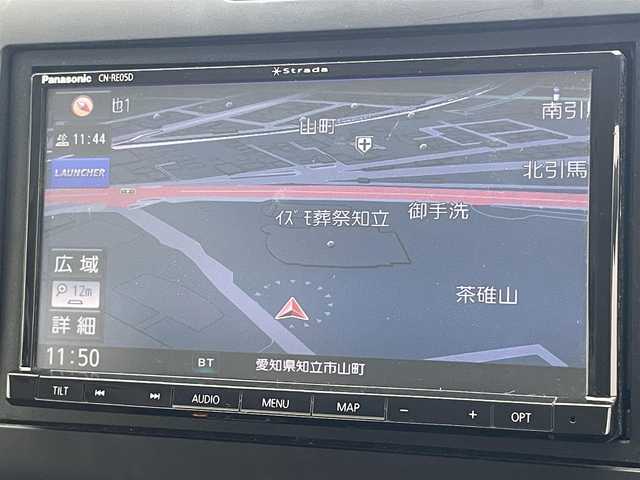 Panasonic CN-RE05D
Strada
11:44
LAUNCHER
山町
南引
北引馬
御手洗
イズモ葬祭知立
茶碓山
広域
12m
詳細
11:50
BT
愛知県知立市山町
TILT
AUDIO
MENU
MAP
−
+
OPT